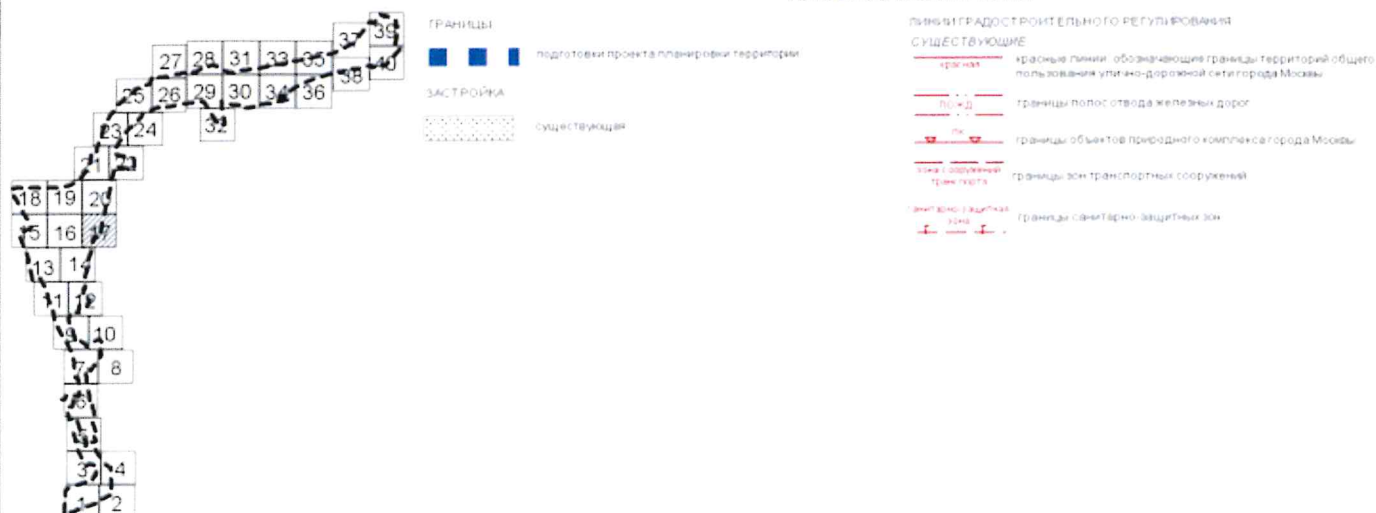 39
37
27 28 31 33 35
40
38
25 26 29 30 34 36
23 24 32
21
18 19 20
15 16 17
13 14
11 12
9 10
7 8
6
5
3 4
1 2
ГРАНИЦЫ
подготовки проекта планировки территории
ЗАСТРОЙКА
существующая
ЛИНИИ ГРАДОСТРОИТЕЛЬНОГО РЕГУЛИРОВАНИЯ
СУЩЕСТВУЮЩИЕ
красная
красные линии, обозначающие границы территорий общего
пользования улично-дорожной сети города Москвы
ПОЖД
границы полос отвода железных дорог
ПК
границы объектов природного комплекса города Москвы
зона сооружений
транспорта
границы зон транспортных сооружений
санитарно-защитная
зона
границы санитарно-защитных зон